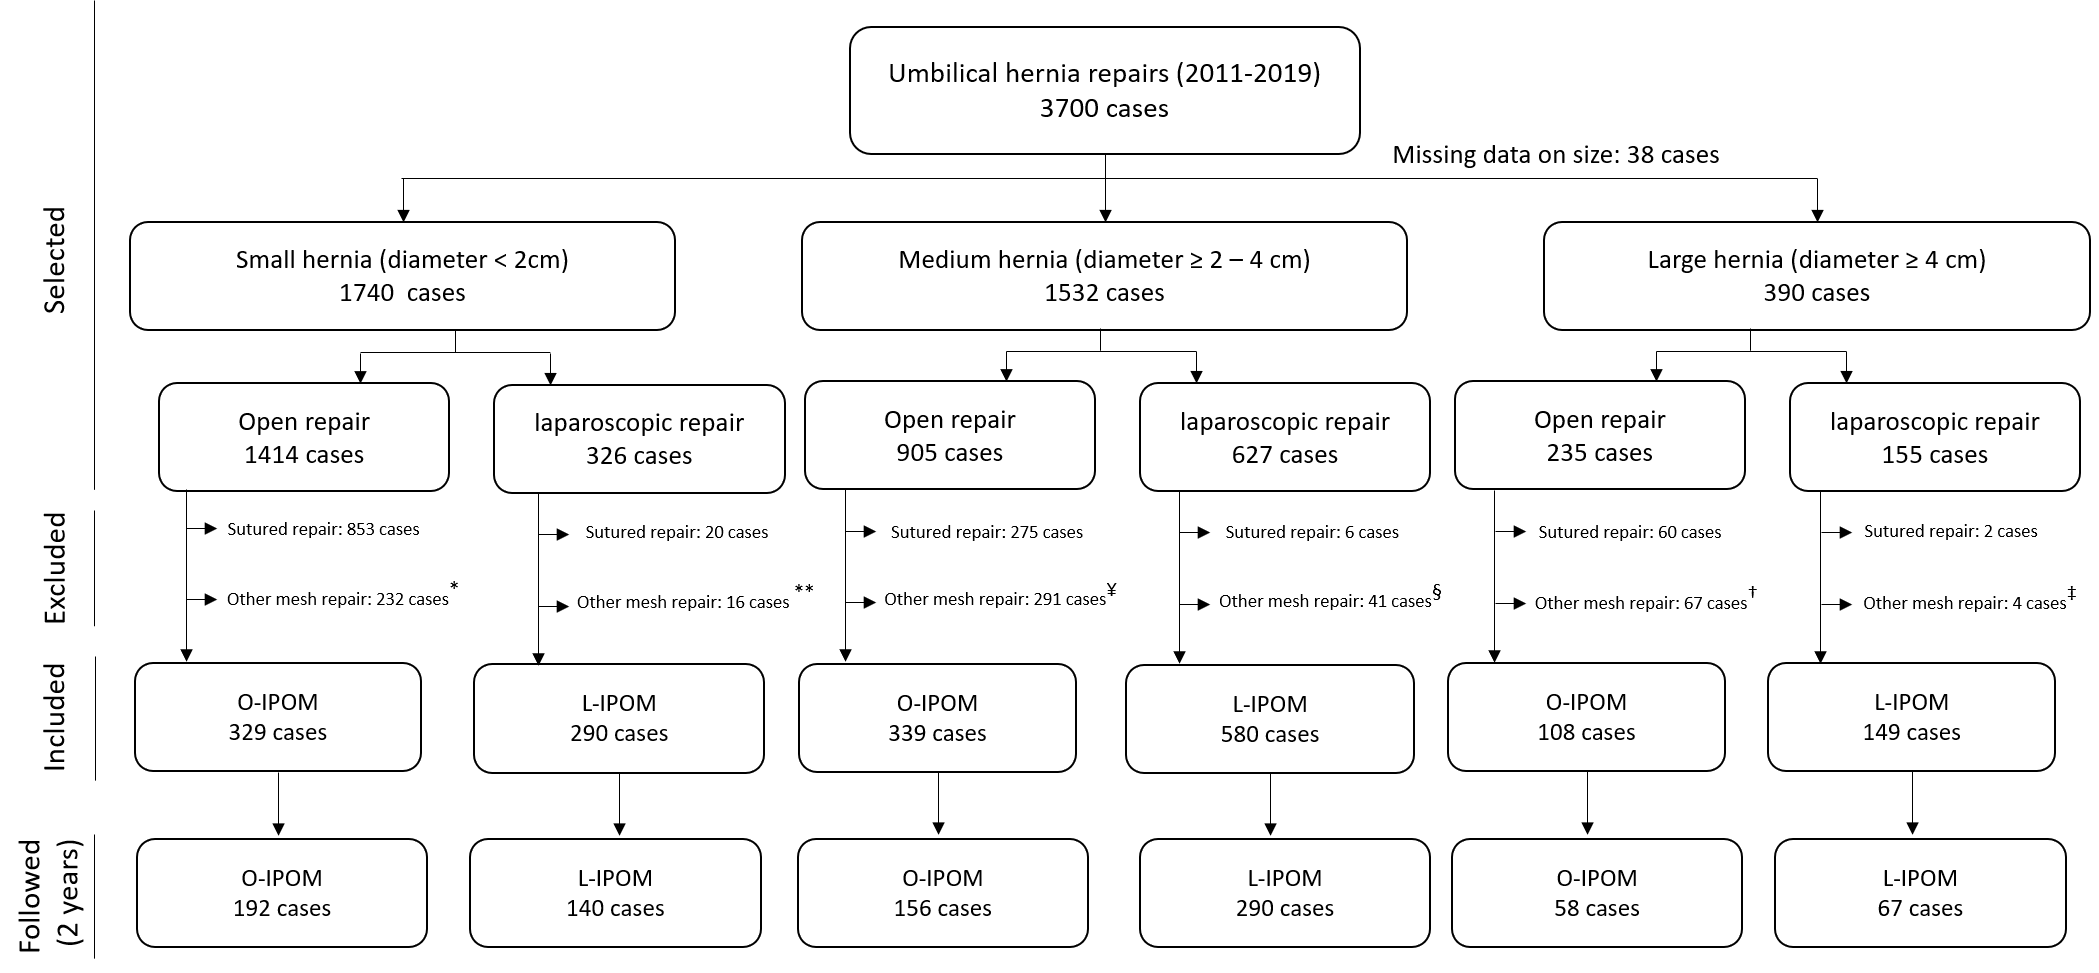 Umbilical hernia repairs (2011-2019)
3700 cases
Missing data on size: 38 cases
Selected
Small hernia (diameter < 2cm)
1740 cases
Medium hernia (diameter ≥ 2 – 4 cm)
1532 cases
Large hernia (diameter ≥ 4 cm)
390 cases
Open repair
1414 cases
laparoscopic repair
326 cases
Open repair
905 cases
laparoscopic repair
627 cases
Open repair
235 cases
laparoscopic repair
155 cases
Excluded
Sutured repair: 853 cases
Other mesh repair: 232 cases*
Sutured repair: 20 cases
Other mesh repair: 16 cases **
Sutured repair: 275 cases
Other mesh repair: 291 cases¥
Sutured repair: 6 cases
Other mesh repair: 41 cases§
Sutured repair: 60 cases
Other mesh repair: 67 cases†
Sutured repair: 2 cases
Other mesh repair: 4 cases‡
Included
O-IPOM
329 cases
L-IPOM
290 cases
O-IPOM
339 cases
L-IPOM
580 cases
O-IPOM
108 cases
L-IPOM
149 cases
Followed
(2 years)
O-IPOM
192 cases
L-IPOM
140 cases
O-IPOM
156 cases
L-IPOM
290 cases
O-IPOM
58 cases
L-IPOM
67 cases